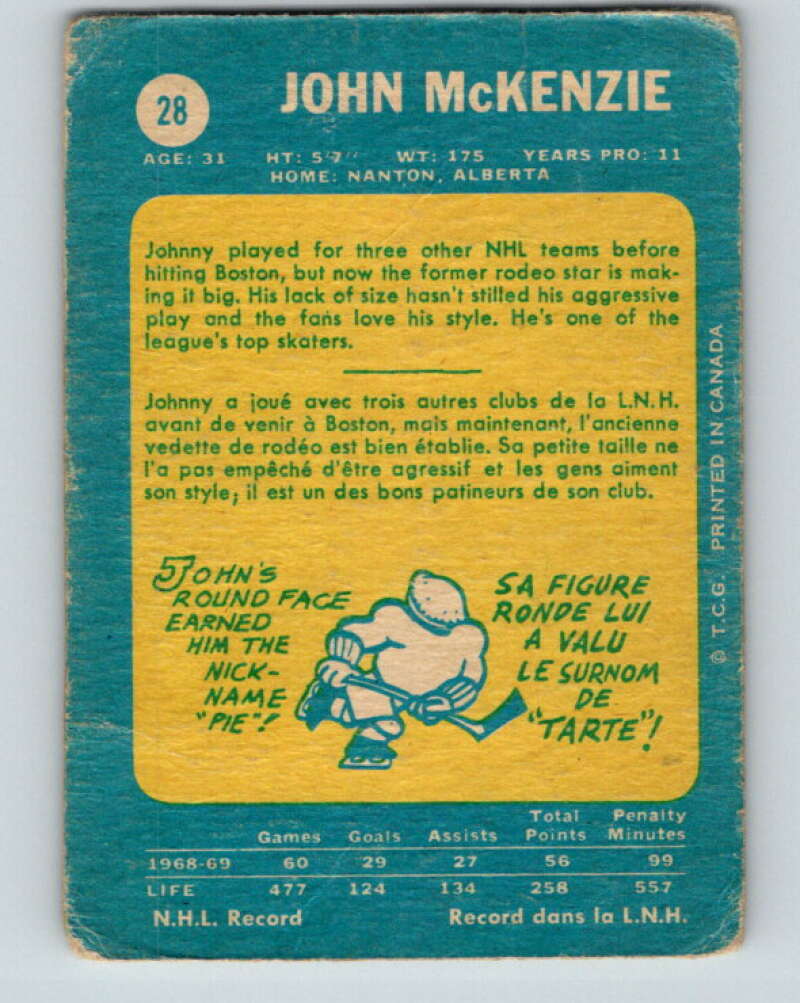 28
JOHN McKENZIE
AGE: 31 HT: 5'7" WT: 175 YEARS PRO: 11
HOME: NANTON, ALBERTA
Johnny played for three other NHL teams before
hitting Boston, but now the former rodeo star is mak-
ing it big. His lack of size hasn't stilled his aggressive
play and the fans love his style. He's one of the
league's top skaters.
Johnny a joué avec trois autres clubs de la L.N.H.
avant de venir à Boston, mais maintenant, l'ancienne
vedette de rodéo est bien établie. Sa petite taille ne
l'a pas empêché d'être agressif et les gens aiment
son style; il est un des bons patineurs de son club.
JOHN'S
ROUND FACE
EARNED
HIM THE
NICK-
NAME
"PIE"!
SA FIGURE
RONDE LUI
A VALU
LE SURNOM
DE
"TARTE"!
© T.C.G. PRINTED IN CANADA
Games Goals Assists Total Points Penalty Minutes
1968-69 60 29 27 56 99
LIFE 477 124 134 258 557
N.H.L. Record Record dans la L.N.H.